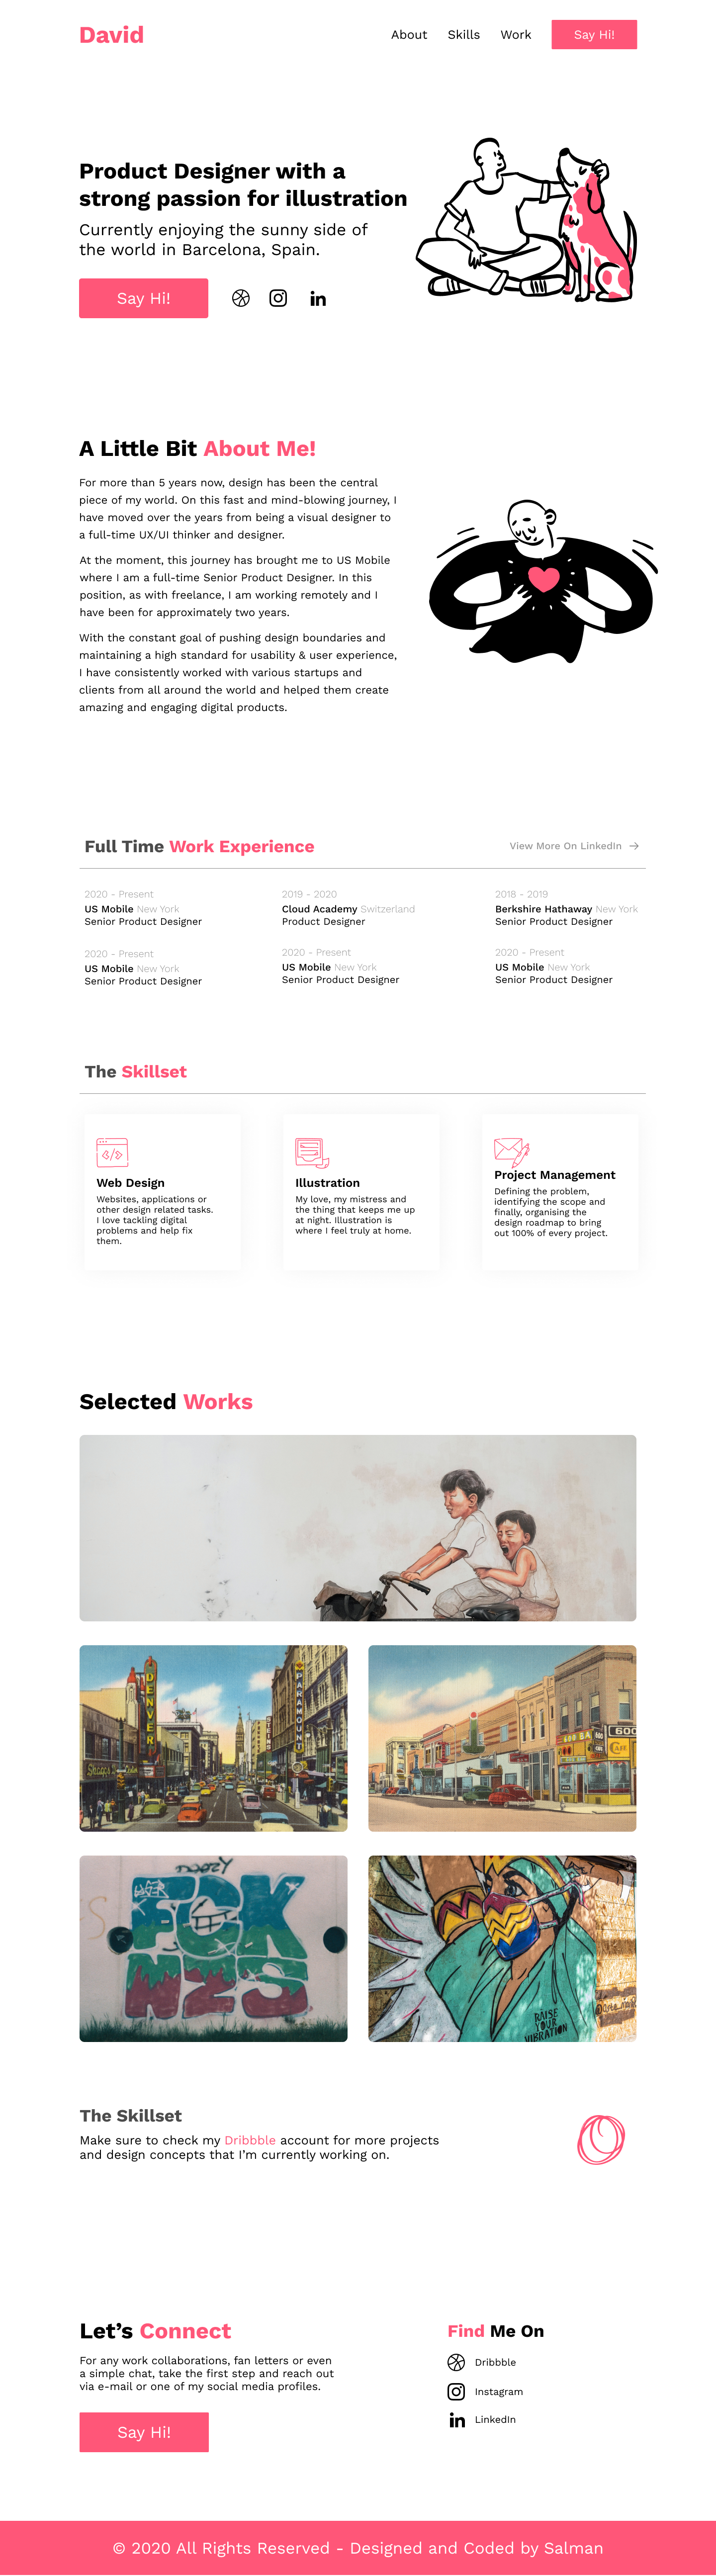 David
About Skills Work Say Hi!
Product Designer with a
strong passion for illustration
Currently enjoying the sunny side of
the world in Barcelona, Spain.
Say Hi!
in
A Little Bit About Me!
For more than 5 years now, design has been the central
piece of my world. On this fast and mind-blowing journey, I
have moved over the years from being a visual designer to
a full-time UX/UI thinker and designer.
At the moment, this journey has brought me to US Mobile
where I am a full-time Senior Product Designer. In this
position, as with freelance, I am working remotely and I
have been for approximately two years.
With the constant goal of pushing design boundaries and
maintaining a high standard for usability & user experience,
I have consistently worked with various startups and
clients from all around the world and helped them create
amazing and engaging digital products.
Full Time Work Experience
View More On LinkedIn →
2020 - Present
US Mobile New York
Senior Product Designer
2019 - 2020
Cloud Academy Switzerland
Product Designer
2018 - 2019
Berkshire Hathaway New York
Senior Product Designer
2020 - Present
US Mobile New York
Senior Product Designer
2020 - Present
US Mobile New York
Senior Product Designer
2020 - Present
US Mobile New York
Senior Product Designer
The Skillset
Web Design
Websites, applications or
other design related tasks.
I love tackling digital
problems and help fix
them.
Illustration
My love, my mistress and
the thing that keeps me up
at night. Illustration is
where I feel truly at home.
Project Management
Defining the problem,
identifying the scope and
finally, organising the
design roadmap to bring
out 100% of every project.
Selected Works
DENVER
PARAMOUNT
600 BA
600
CAFE
FCK
NZS
RAISE
YOUR
VIBRATION
The Skillset
Make sure to check my Dribbble account for more projects
and design concepts that I’m currently working on.
Let’s Connect
For any work collaborations, fan letters or even
a simple chat, take the first step and reach out
via e-mail or one of my social media profiles.
Say Hi!
Find Me On
Dribbble
Instagram
in LinkedIn
© 2020 All Rights Reserved - Designed and Coded by Salman